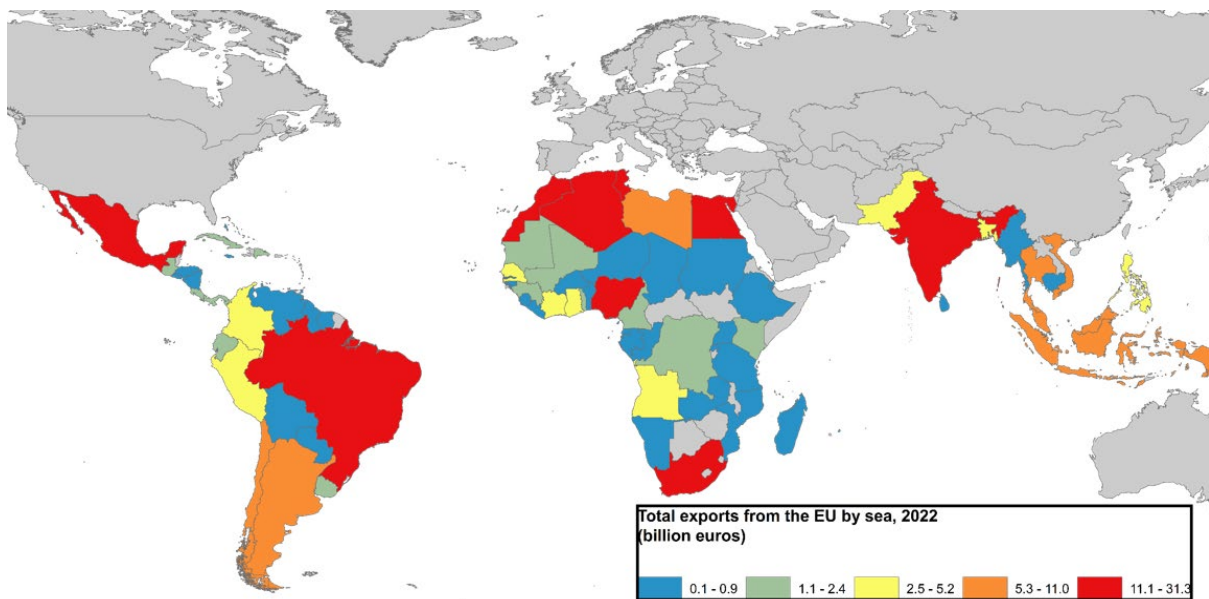 Total exports from the EU by sea, 2022
(billion euros)
0.1 - 0.9 1.1 - 2.4 2.5 - 5.2 5.3 - 11.0 11.1 - 31.3